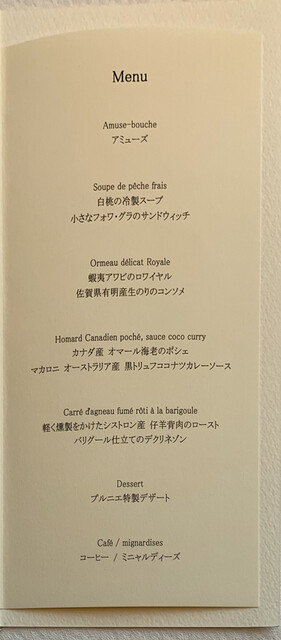 Menu
Amuse-bouche
アミューズ
Soupe de pêche frais
白桃の冷製スープ
小さなフォワ・グラのサンドウィッチ
Ormeau délicat Royale
蝦夷アワビのロワイヤル
佐賀県有明産生のりのコンソメ
Homard Canadien poché, sauce coco curry
カナダ産 オマール海老のポシェ
マカロニ オーストラリア産 黒トリュフココナツカレーソース
Carré d'agneau fumé rôti à la barigoule
軽く燻製をかけたシストロン産 仔羊背肉のロースト
バリグール仕立てのデクリネゾン
Dessert
プルニエ特製デザート
Café / mignardises
コーヒー / ミニャルディーズ